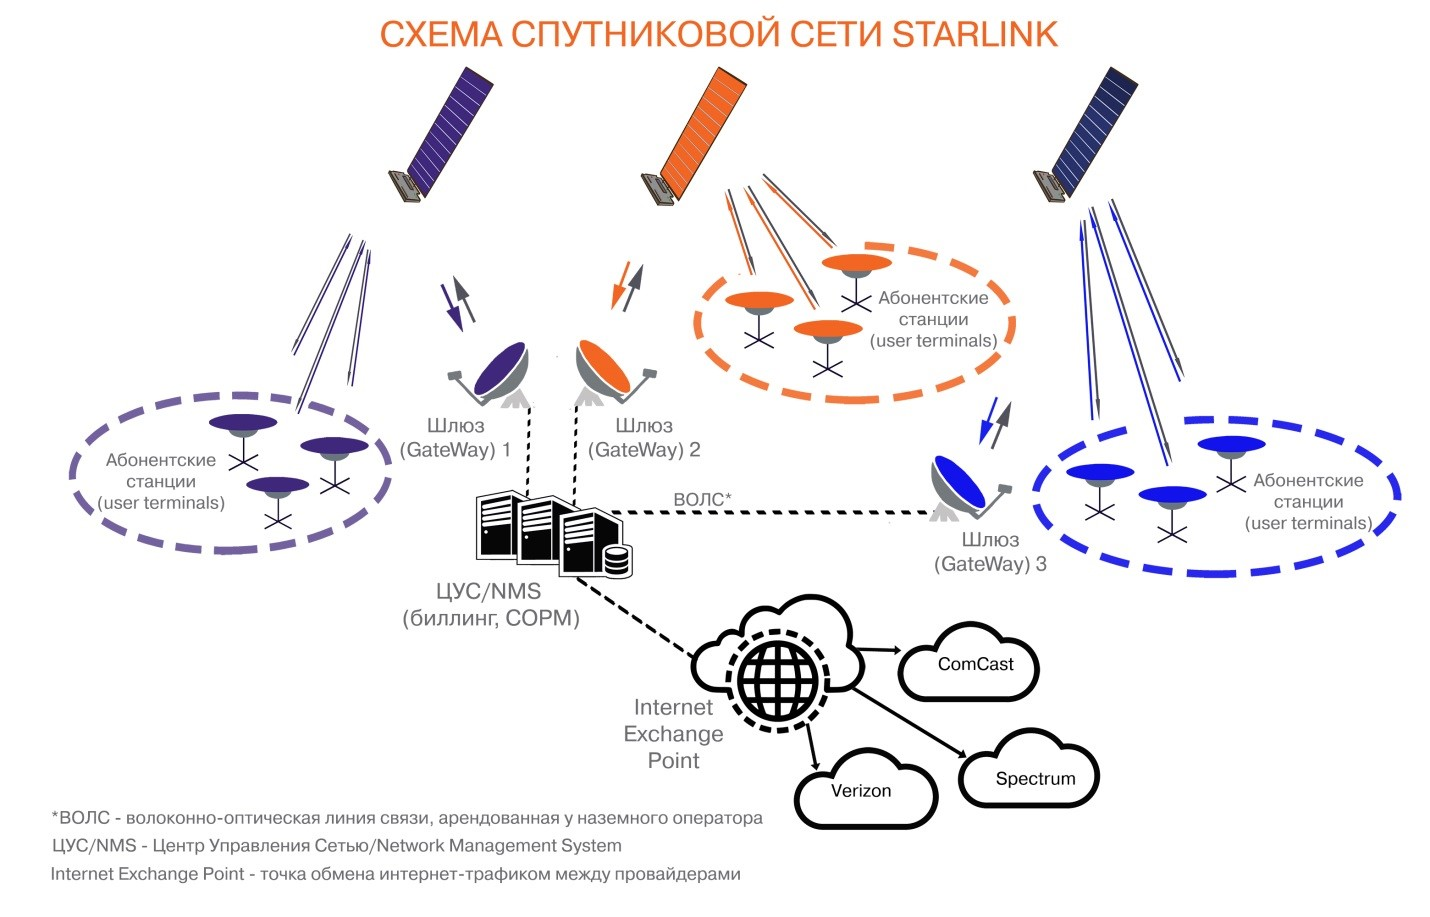 СХЕМА СПУТНИКОВОЙ СЕТИ STARLINK
Абонентские
станции
(user terminals)
Абонентские
станции
(user terminals)
Шлюз
(GateWay) 1
Шлюз
(GateWay) 2
Абонентские
станции
(user terminals)
ВОЛС*
Шлюз
(GateWay) 3
ЦУС/NMS
(биллинг, СОРМ)
ComCast
Internet
Exchange
Point
Spectrum
Verizon
*ВОЛС - волоконно-оптическая линия связи, арендованная у наземного оператора
ЦУС/NMS - Центр Управления Сетью/Network Management System
Internet Exchange Point - точка обмена интернет-трафиком между провайдерами